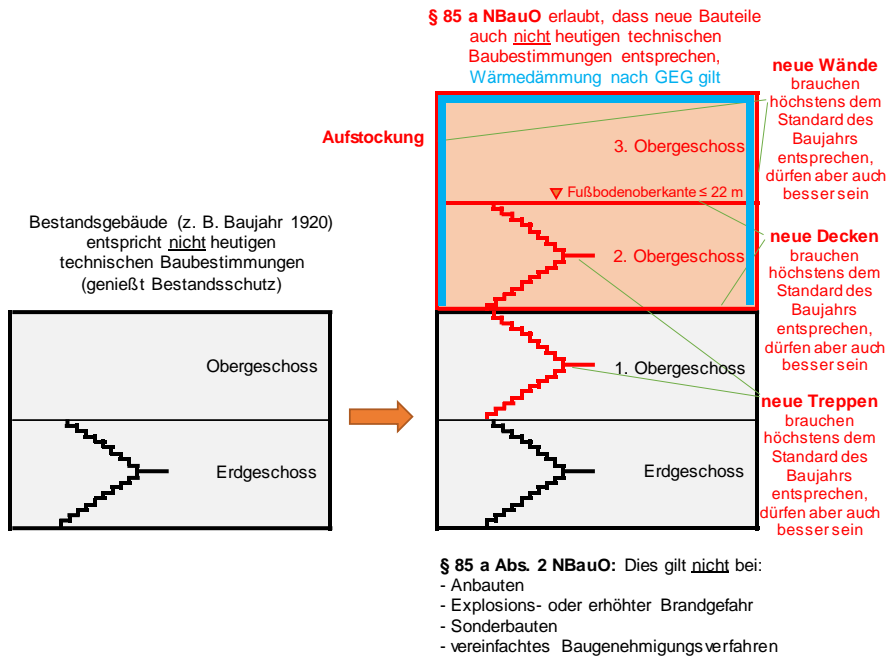 § 85 a NBauO erlaubt, dass neue Bauteile
auch nicht heutigen technischen
Baubestimmungen entsprechen,
Wärmedämmung nach GEG gilt
Aufstockung
3. Obergeschoss
Fußbodenoberkante ≤ 22 m
2. Obergeschoss
1. Obergeschoss
Erdgeschoss
neue Wände
brauchen
höchstens dem
Standard des
Baujahrs
entsprechen,
dürfen aber auch
besser sein
neue Decken
brauchen
höchstens dem
Standard des
Baujahrs
entsprechen,
dürfen aber auch
besser sein
neue Treppen
brauchen
höchstens dem
Standard des
Baujahrs
entsprechen,
dürfen aber auch
besser sein
Bestandsgebäude (z. B. Baujahr 1920)
entspricht nicht heutigen
technischen Baubestimmungen
(genießt Bestandsschutz)
Obergeschoss
Erdgeschoss
§ 85 a Abs. 2 NBauO: Dies gilt nicht bei:
- Anbauten
- Explosions- oder erhöhter Brandgefahr
- Sonderbauten
- vereinfachtes Baugenehmigungsverfahren